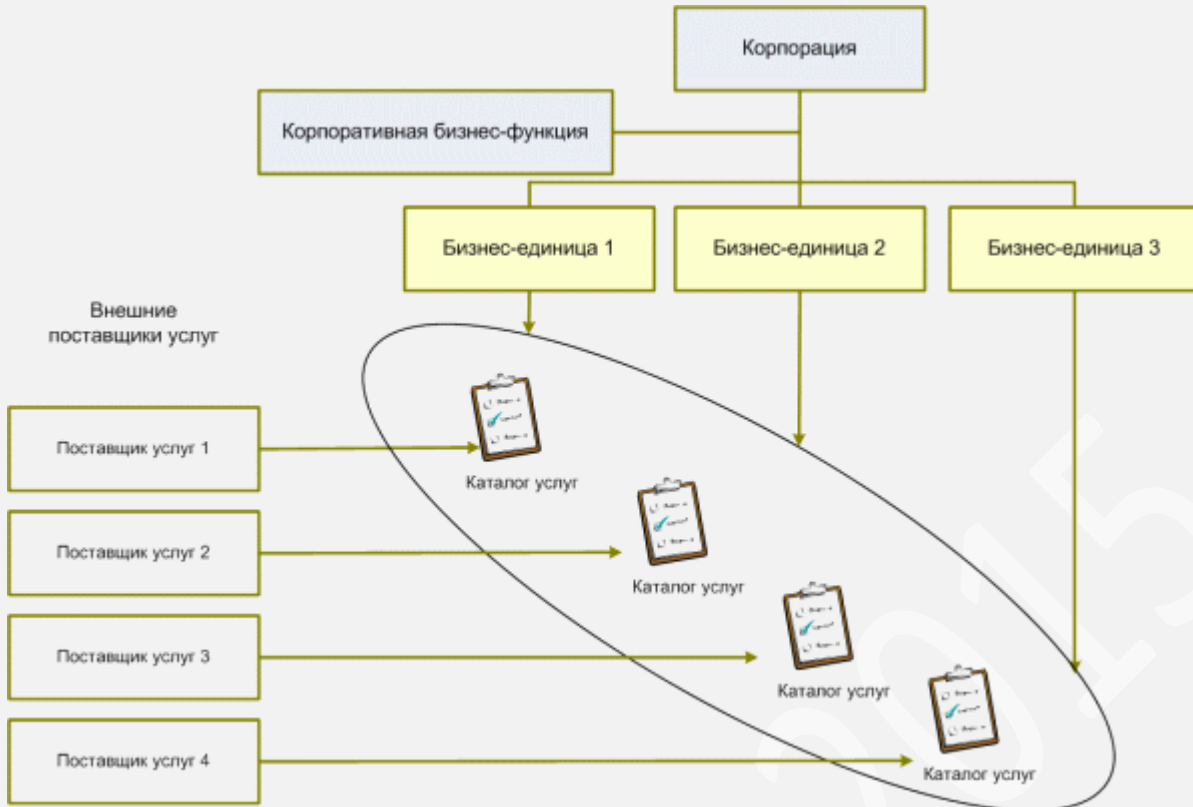 Корпорация
Корпоративная бизнес-функция
Бизнес-единица 1
Бизнес-единица 2
Бизнес-единица 3
Внешние
поставщики услуг
Поставщик услуг 1
Каталог услуг
Поставщик услуг 2
Каталог услуг
Поставщик услуг 3
Каталог услуг
Поставщик услуг 4
Каталог услуг
2015